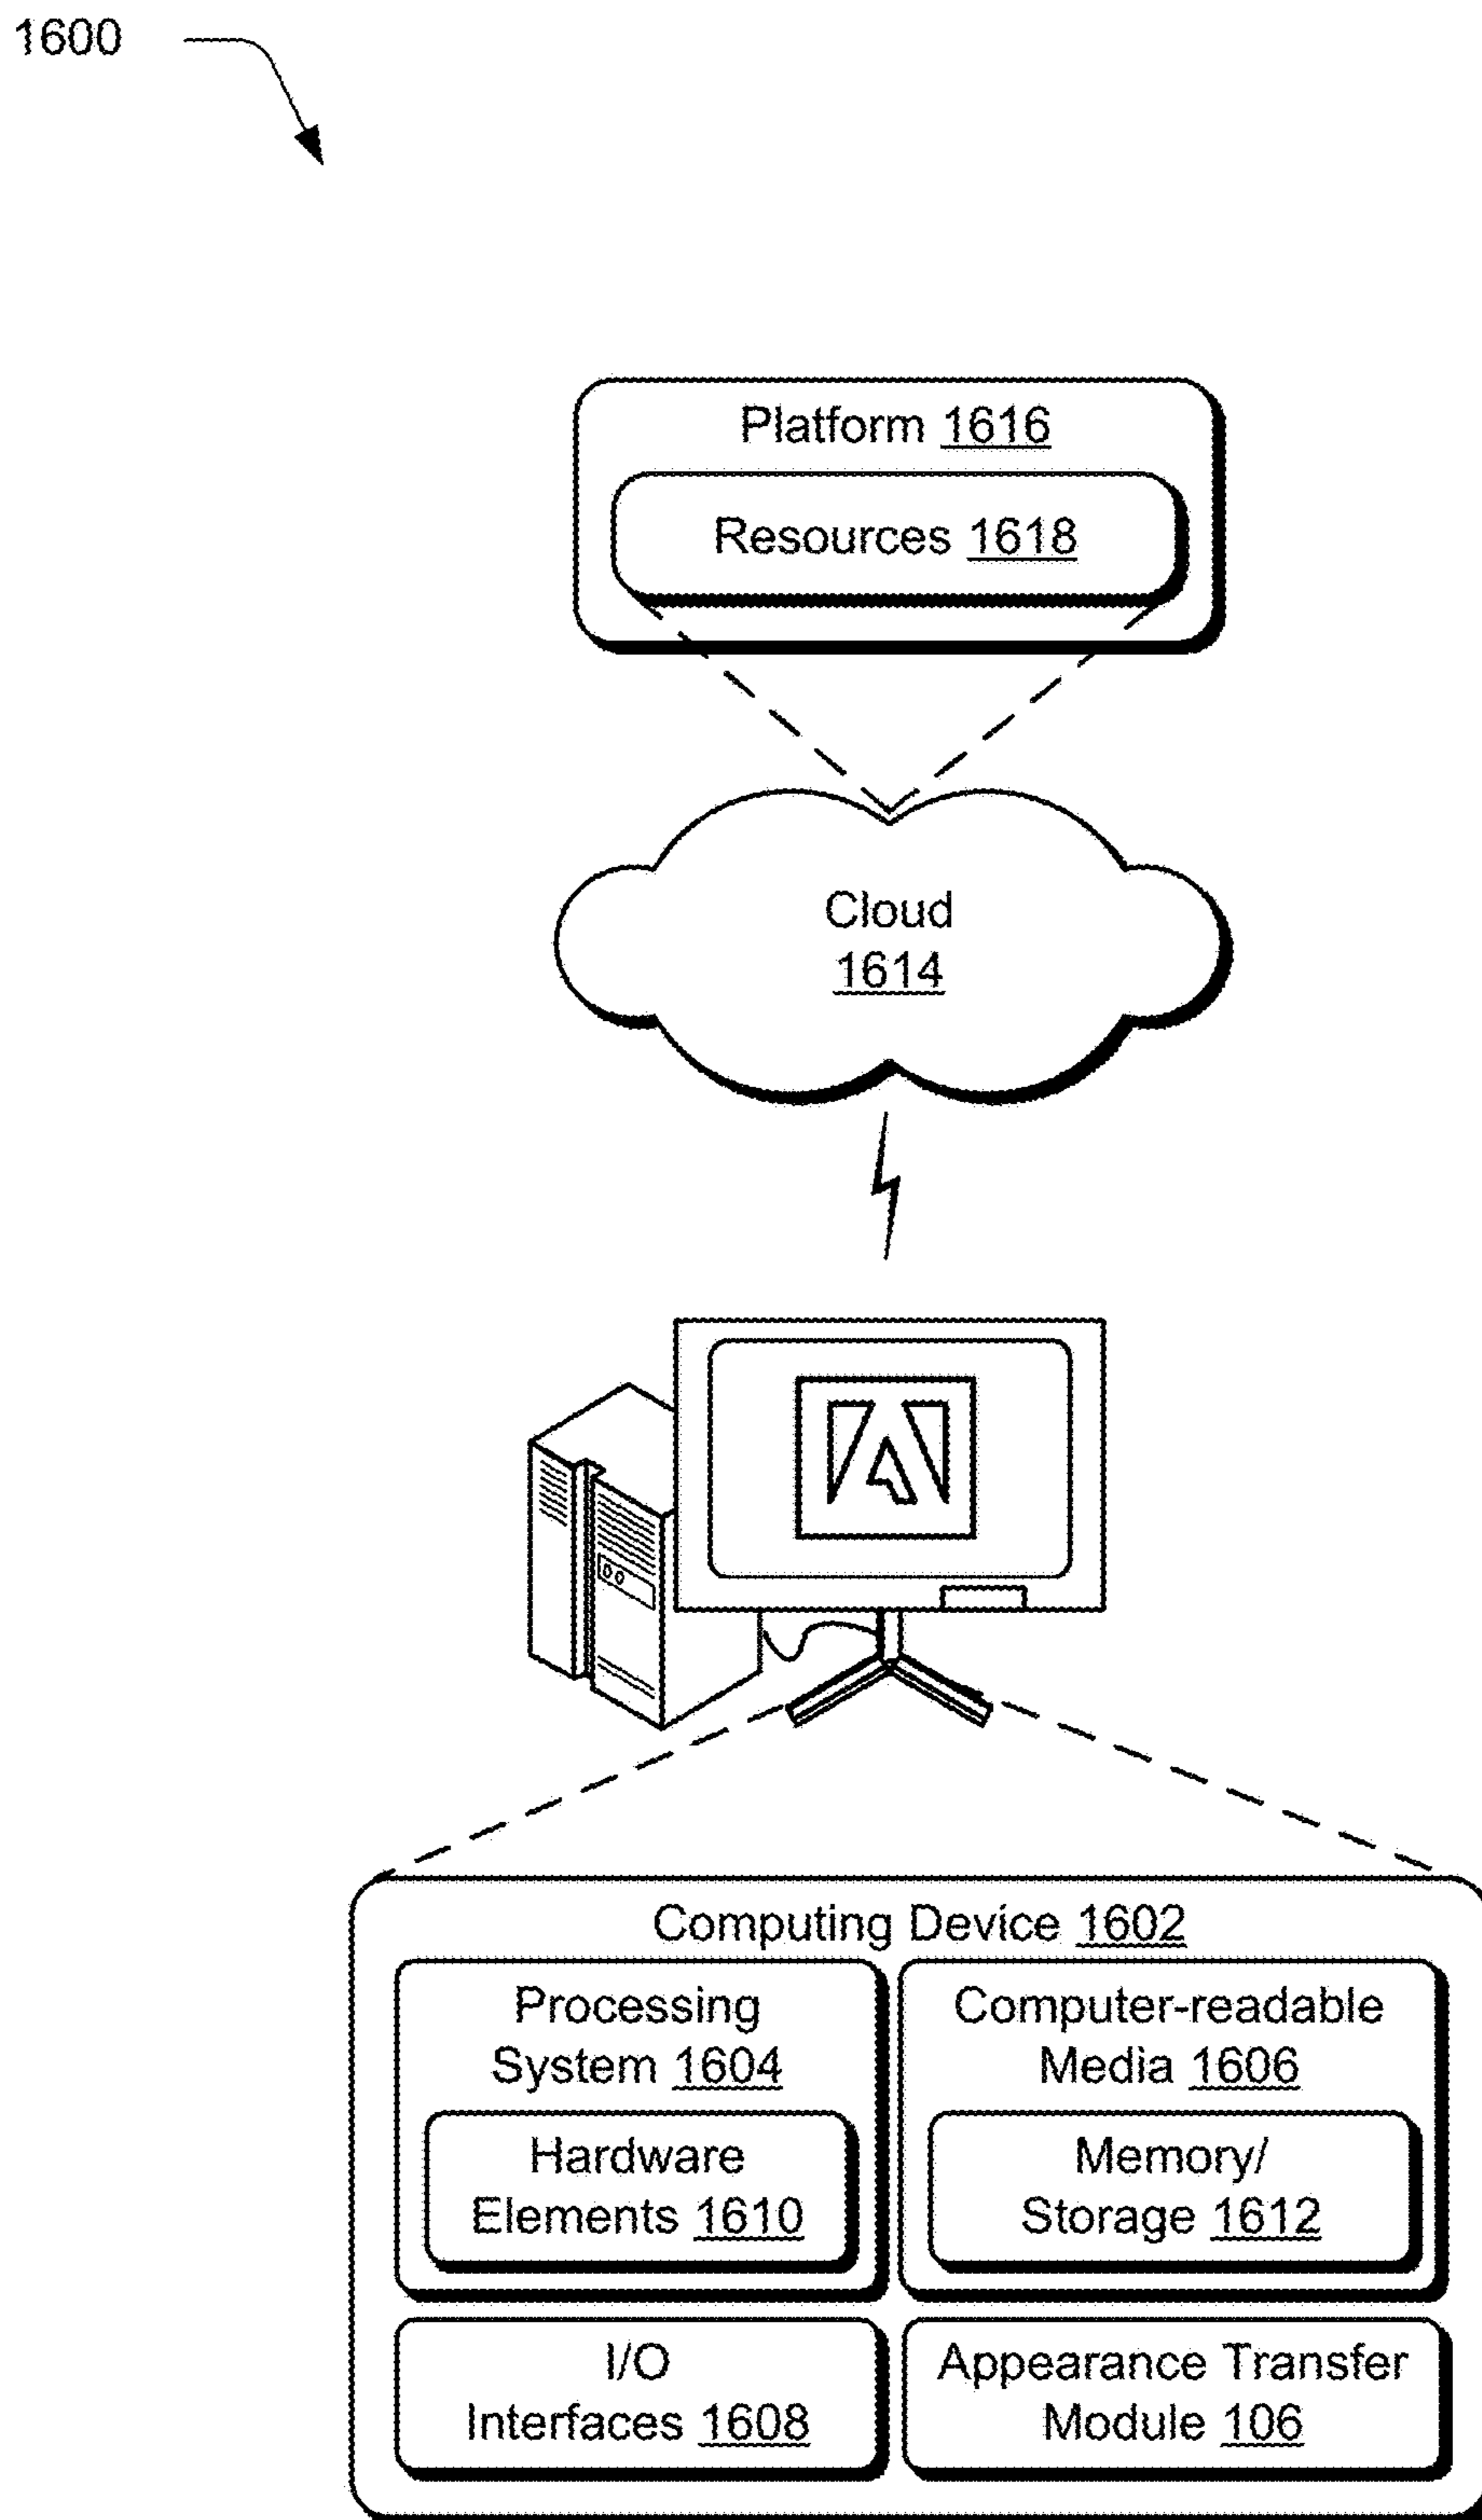 1600
Platform 1616
Resources 1618
Cloud
1614
Computing Device 1602
Processing
System 1604
Hardware
Elements 1610
Computer-readable
Media 1606
Memory/
Storage 1612
I/O
Interfaces 1608
Appearance Transfer
Module 106